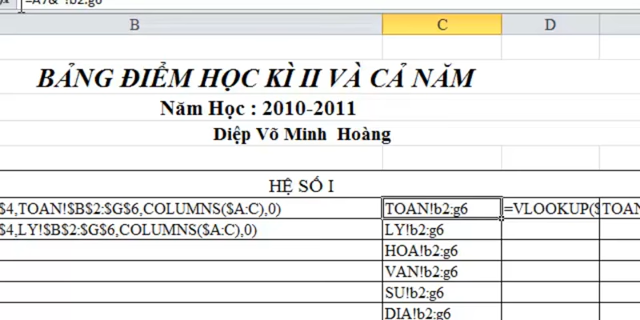 =A7&"!b2:g6
B C D
BẢNG ĐIỂM HỌC KÌ II VÀ CẢ NĂM
Năm Học : 2010-2011
Diệp Võ Minh Hoàng
HỆ SỐ I
$4,TOAN!$B$2:$G$6,COLUMNS($A:C),0) TOAN!b2:g6 =VLOOKUP($ TOAN
$4,LY!$B$2:$G$6,COLUMNS($A:C),0) LY!b2:g6
HOA!b2:g6
VAN!b2:g6
SU!b2:g6
DIA!b2:g6